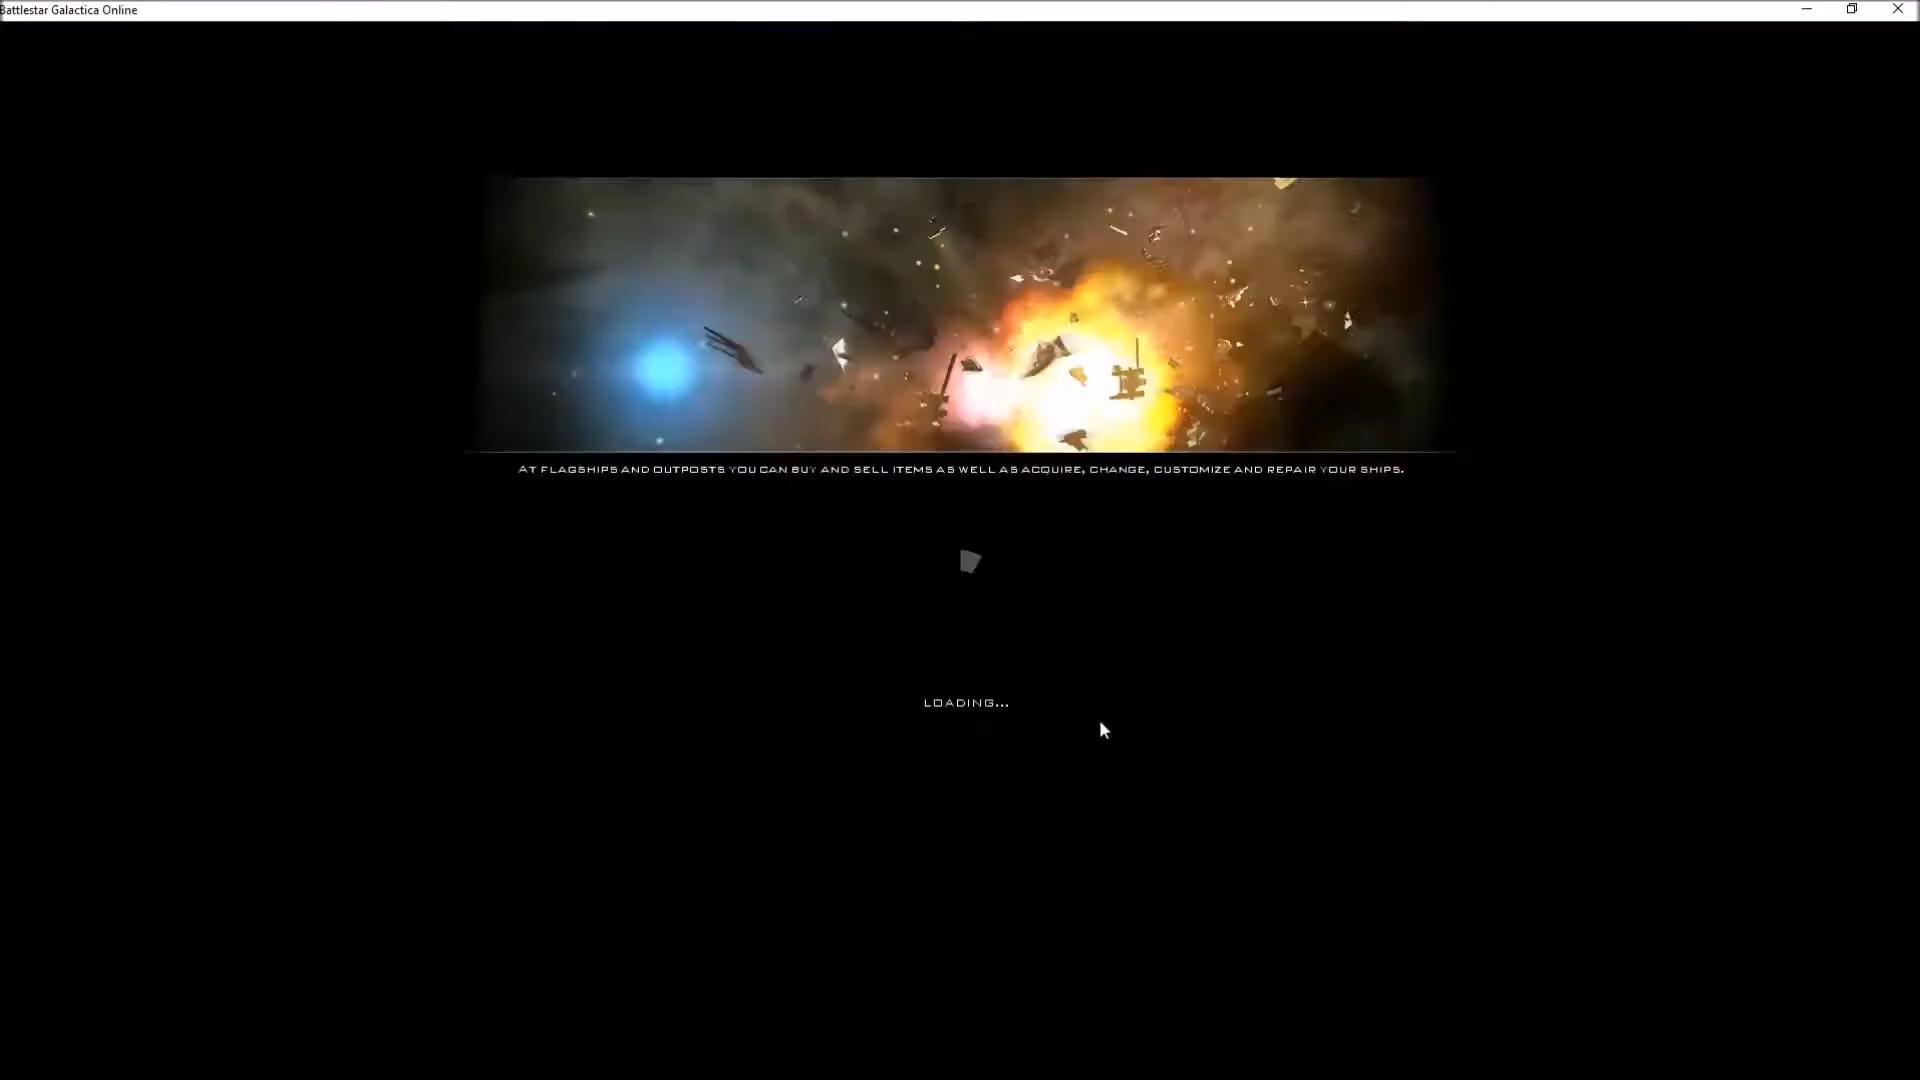 Battlestar Galactica Online
At flagships and outposts you can buy and sell items as well as acquire, change, customize and repair your ships.
Loading...